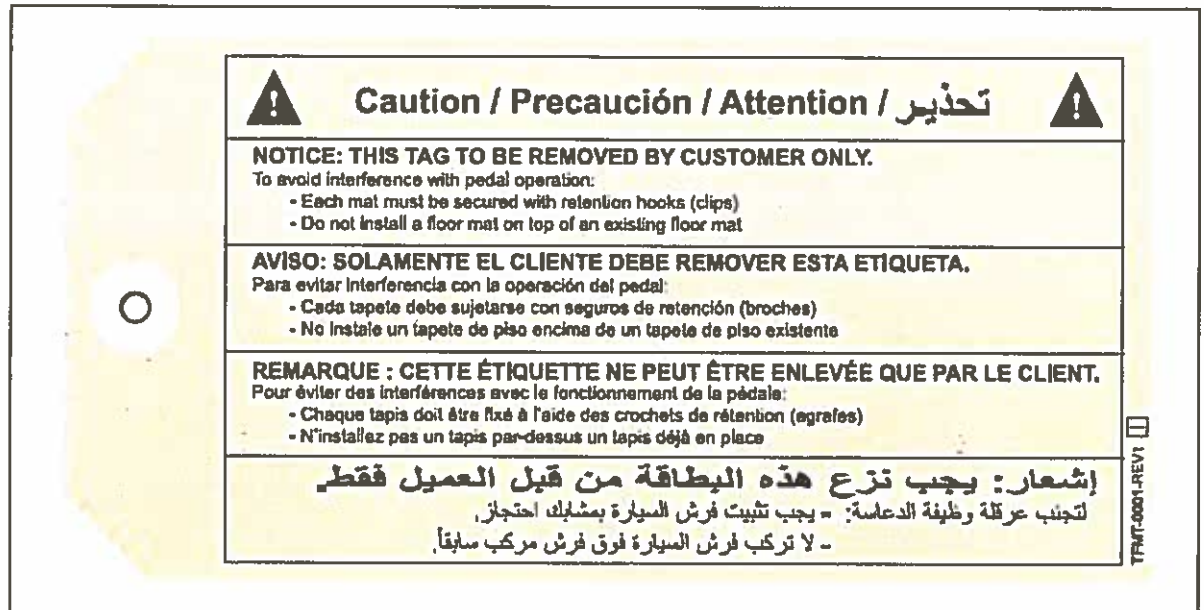 Caution / Precaución / Attention / تحذير
NOTICE: THIS TAG TO BE REMOVED BY CUSTOMER ONLY.
To avoid interference with pedal operation:
- Each mat must be secured with retention hooks (clips)
- Do not install a floor mat on top of an existing floor mat
AVISO: SOLAMENTE EL CLIENTE DEBE REMOVER ESTA ETIQUETA.
Para evitar interferencia con la operación del pedal:
- Cada tapete debe sujetarse con seguros de retención (broches)
- No instale un tapete de piso encima de un tapete de piso existente
REMARQUE : CETTE ÉTIQUETTE NE PEUT ÊTRE ENLEVÉE QUE PAR LE CLIENT.
Pour éviter des interférences avec le fonctionnement de la pédale:
- Chaque tapis doit être fixé à l'aide des crochets de rétention (agrafes)
- N'installez pas un tapis par-dessus un tapis déjà en place
إشعار: يجب نزع هذه البطاقة من قبل العميل فقط.
لتجنب عرقلة وظيفة الدعاسة: - يجب تثبيت فرش السيارة بمشابك احتجاز.
- لا تركب فرش السيارة فوق فرش مركب سابقاً.
TFMT-0001-REV1